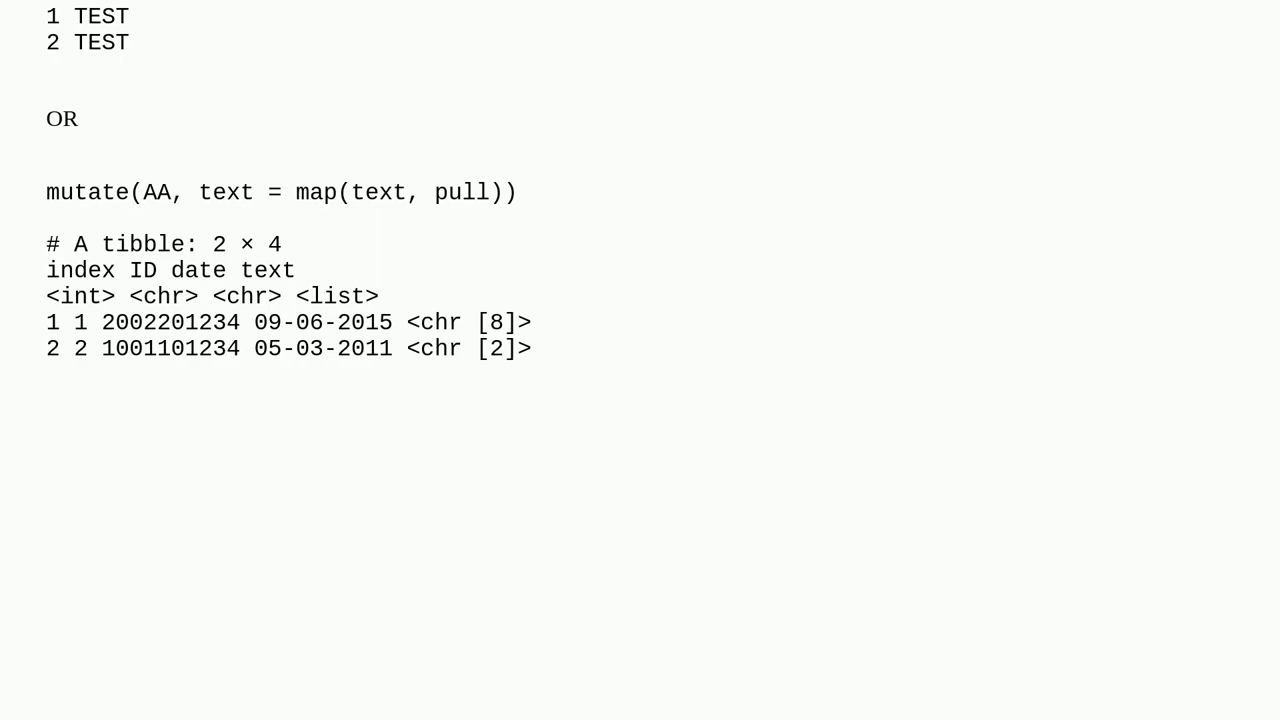 1 TEST
2 TEST
OR
mutate(AA, text = map(text, pull))
# A tibble: 2 × 4
index ID date text
<int> <chr> <chr> <list>
1 1 2002201234 09-06-2015 <chr [8]>
2 2 1001101234 05-03-2011 <chr [2]>